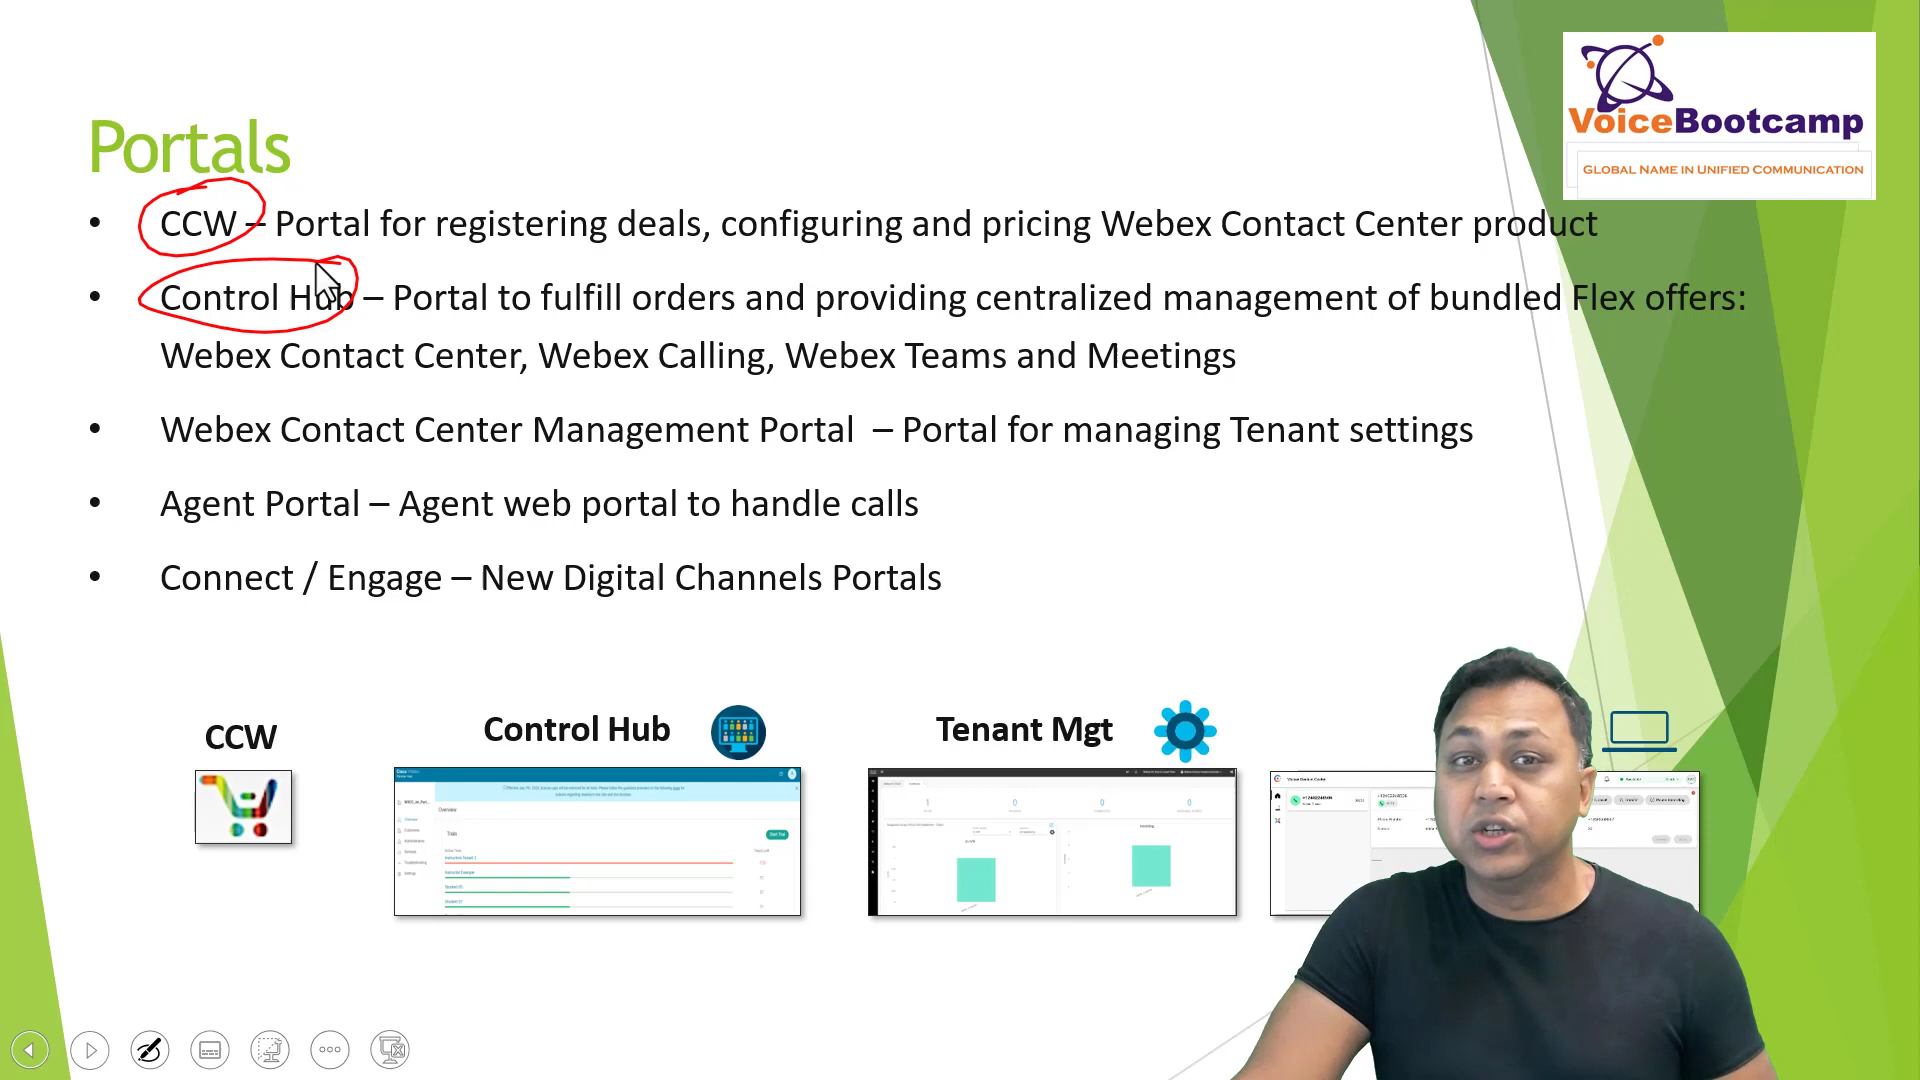 VoiceBootcamp
GLOBAL NAME IN UNIFIED COMMUNICATION
Portals
• CCW – Portal for registering deals, configuring and pricing Webex Contact Center product
• Control Hub – Portal to fulfill orders and providing centralized management of bundled Flex offers:
Webex Contact Center, Webex Calling, Webex Teams and Meetings
• Webex Contact Center Management Portal – Portal for managing Tenant settings
• Agent Portal – Agent web portal to handle calls
• Connect / Engage – New Digital Channels Portals
CCW
Control Hub
Tenant Mgt
Overview
Trials